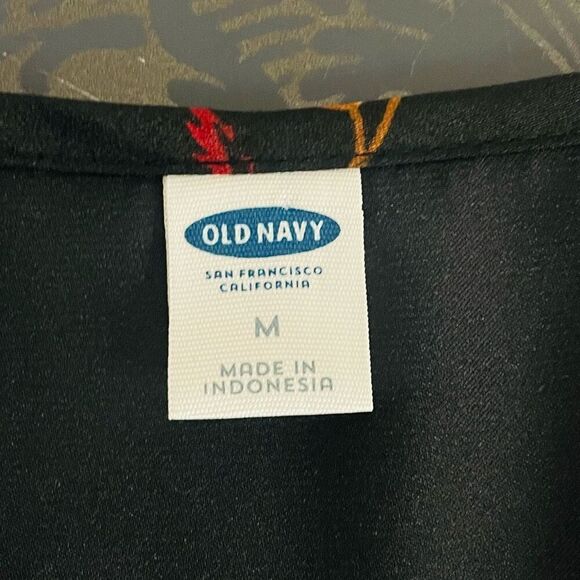 OLD NAVY
SAN FRANCISCO
CALIFORNIA
M
MADE IN
INDONESIA